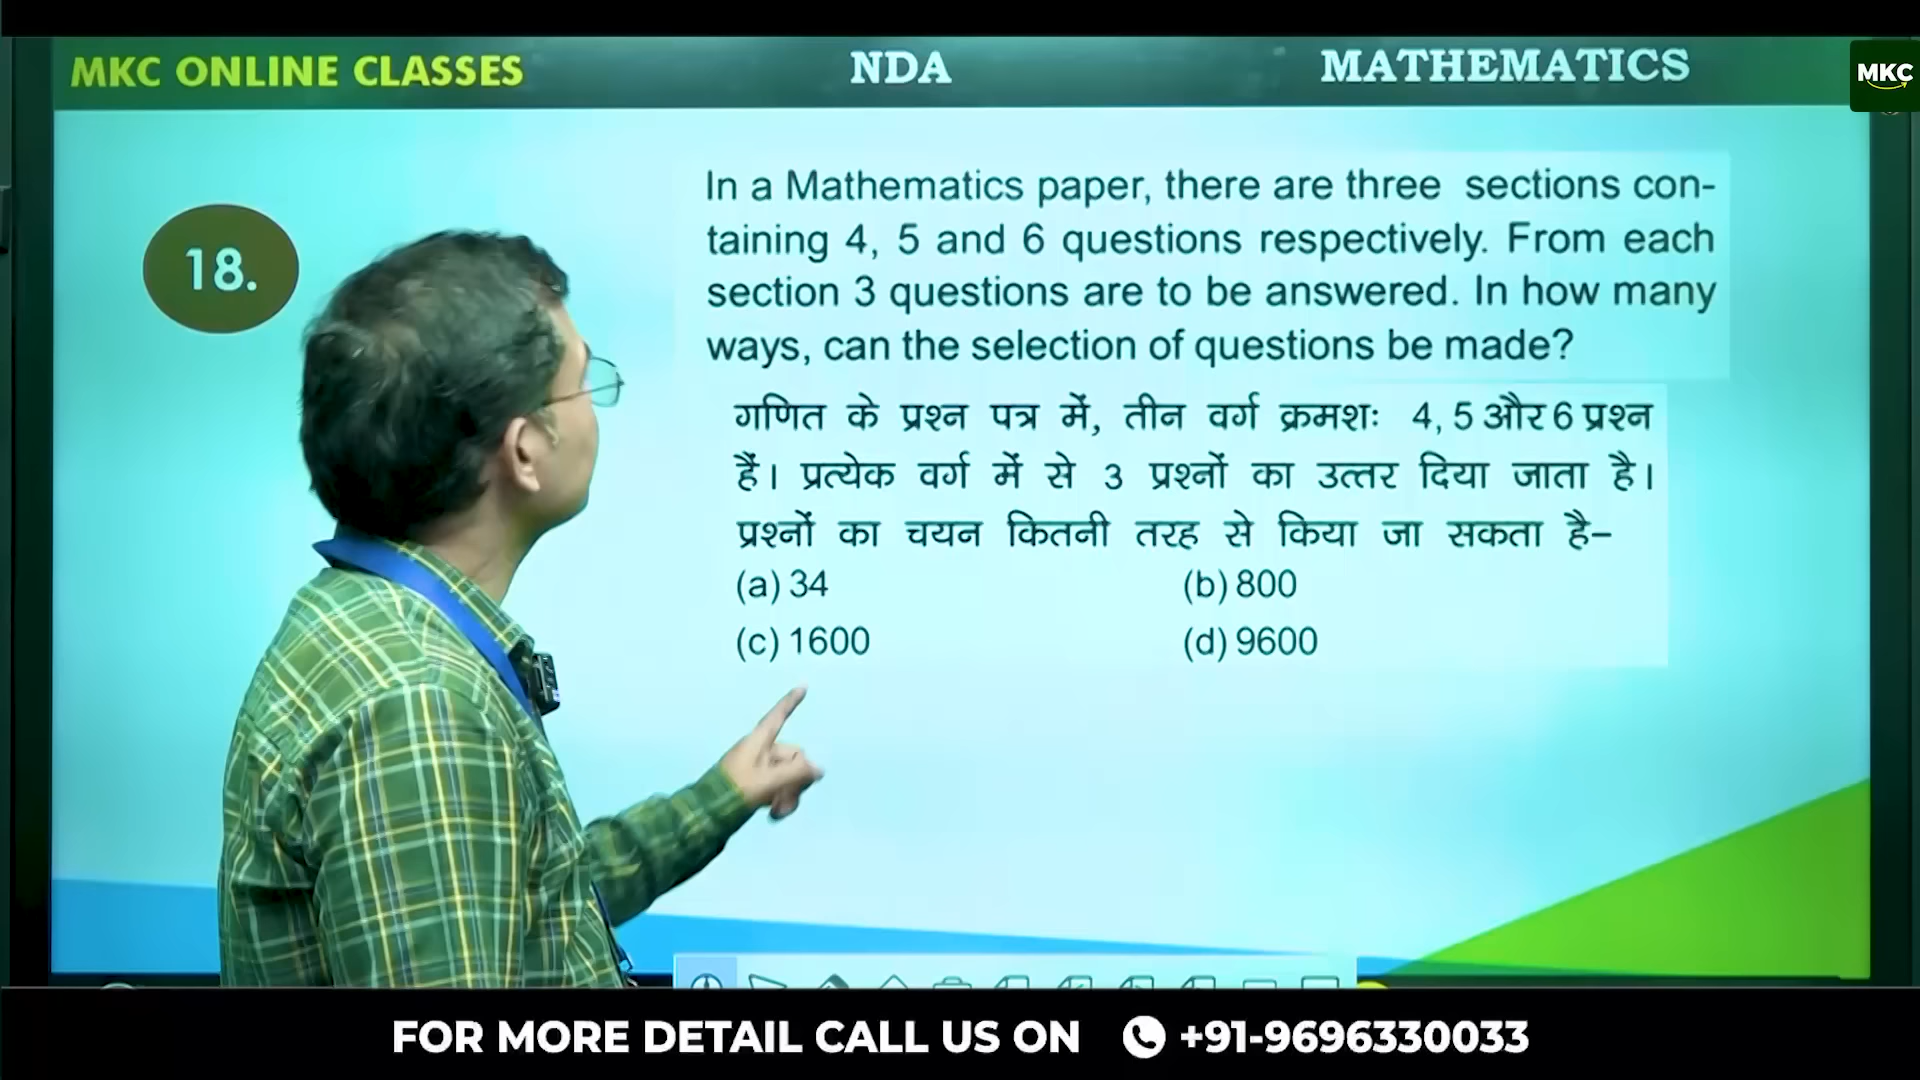 MKC ONLINE CLASSES
NDA
MATHEMATICS
MKC
18.
In a Mathematics paper, there are three sections con-
taining 4, 5 and 6 questions respectively. From each
section 3 questions are to be answered. In how many
ways, can the selection of questions be made?
गणित के प्रश्न पत्र में, तीन वर्ग क्रमशः 4, 5 और 6 प्रश्न
हैं। प्रत्येक वर्ग में से 3 प्रश्नों का उत्तर दिया जाता है।
प्रश्नों का चयन कितनी तरह से किया जा सकता है–
(a) 34
(b) 800
(c) 1600
(d) 9600
FOR MORE DETAIL CALL US ON +91-9696330033